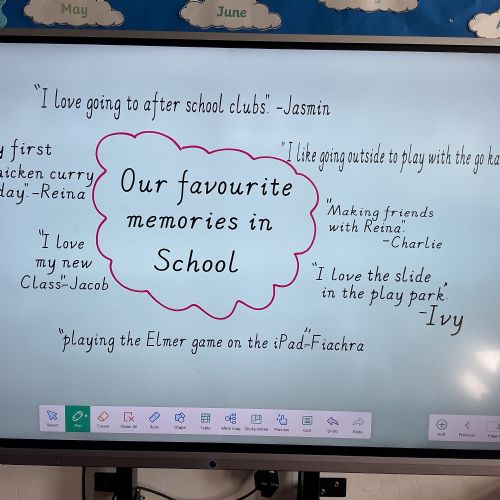 May
June
"I love going to after school clubs". -Jasmin
first
chicken curry
day".-Reina
"I like going outside to play with the go
Our favourite
memories in
School
"Making friends
with Reina".
-Charlie
"I love
my new
Class"-Jacob
"I love the slide
in the play park".
-Ivy
"playing the Elmer game on the iPad"-Fiachra
Select
Pen
Eraser
Clear All
Ruler
Shape
Table
Mind map
Sticky Notes
Preview
Grid
Undo
Redo
Add
Previous